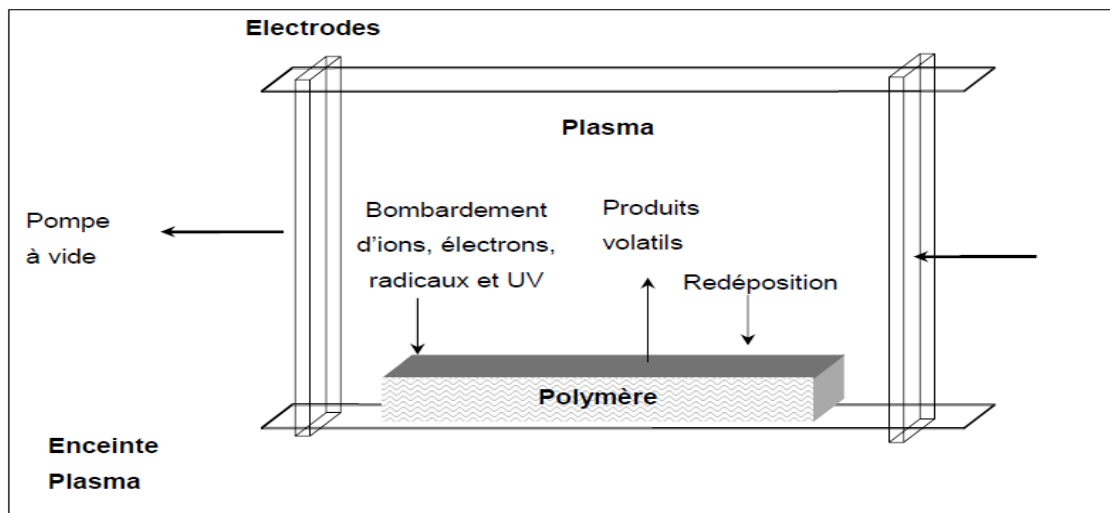 Electrodes
Plasma
Pompe
à vide
Bombardement
d'ions, électrons,
radicaux et UV
Produits
volatils
Redéposition
Polymère
Enceinte
Plasma